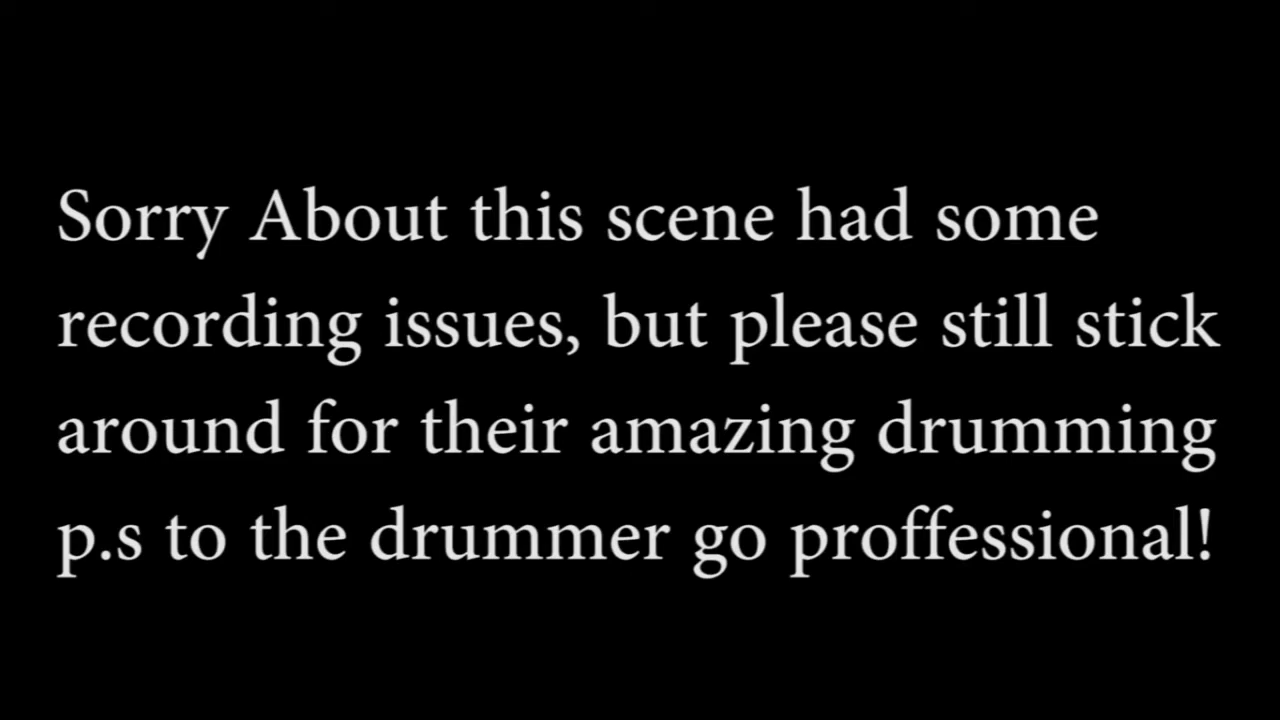 Sorry About this scene had some
recording issues, but please still stick
around for their amazing drumming
p.s to the drummer go proffessional!